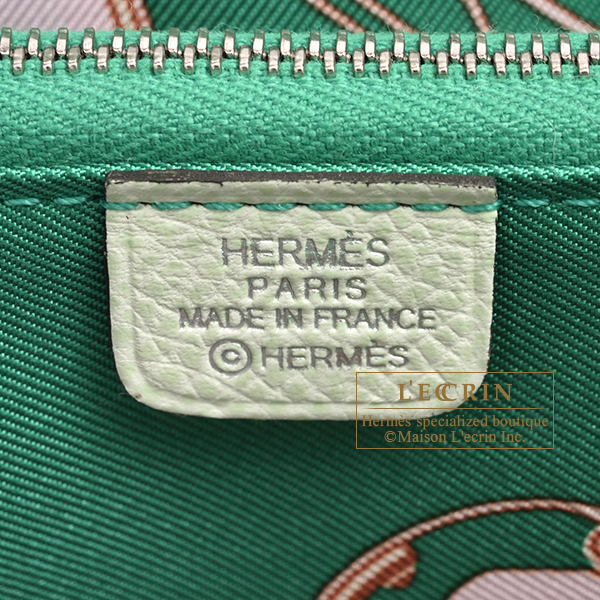 HERMÈS
PARIS
MADE IN FRANCE
©HERMÈS
L'ECRIN
Hermès specialized boutique
©Maison L'ecrin Inc.